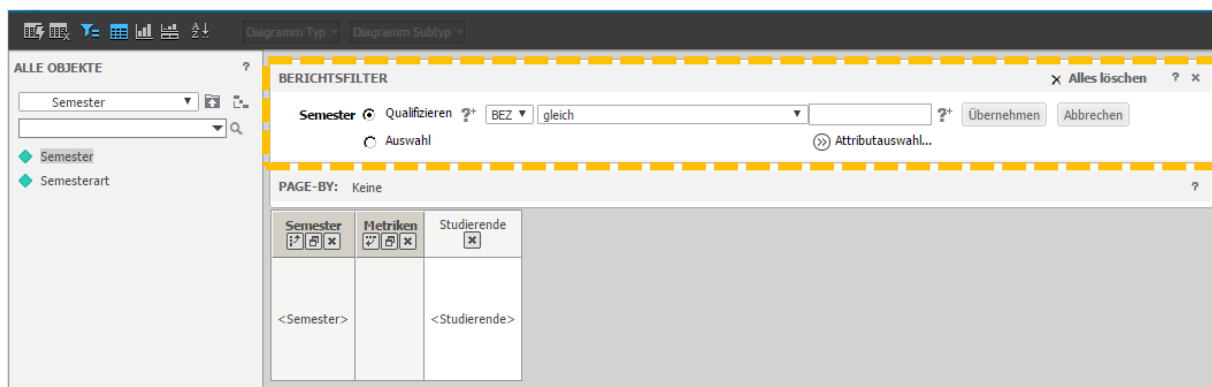 Diagramm Typ Diagramm Subtyp
ALLE OBJEKTE ?
Semester
Semester
Semesterart
BERICHTSFILTER Alles löschen ? x
Semester Qualifizieren ?+ BEZ gleich ?+ Übernehmen Abbrechen
Auswahl Attributauswahl...
PAGE-BY: Keine ?
Semester Metriken Studierende
<Semester> <Studierende>